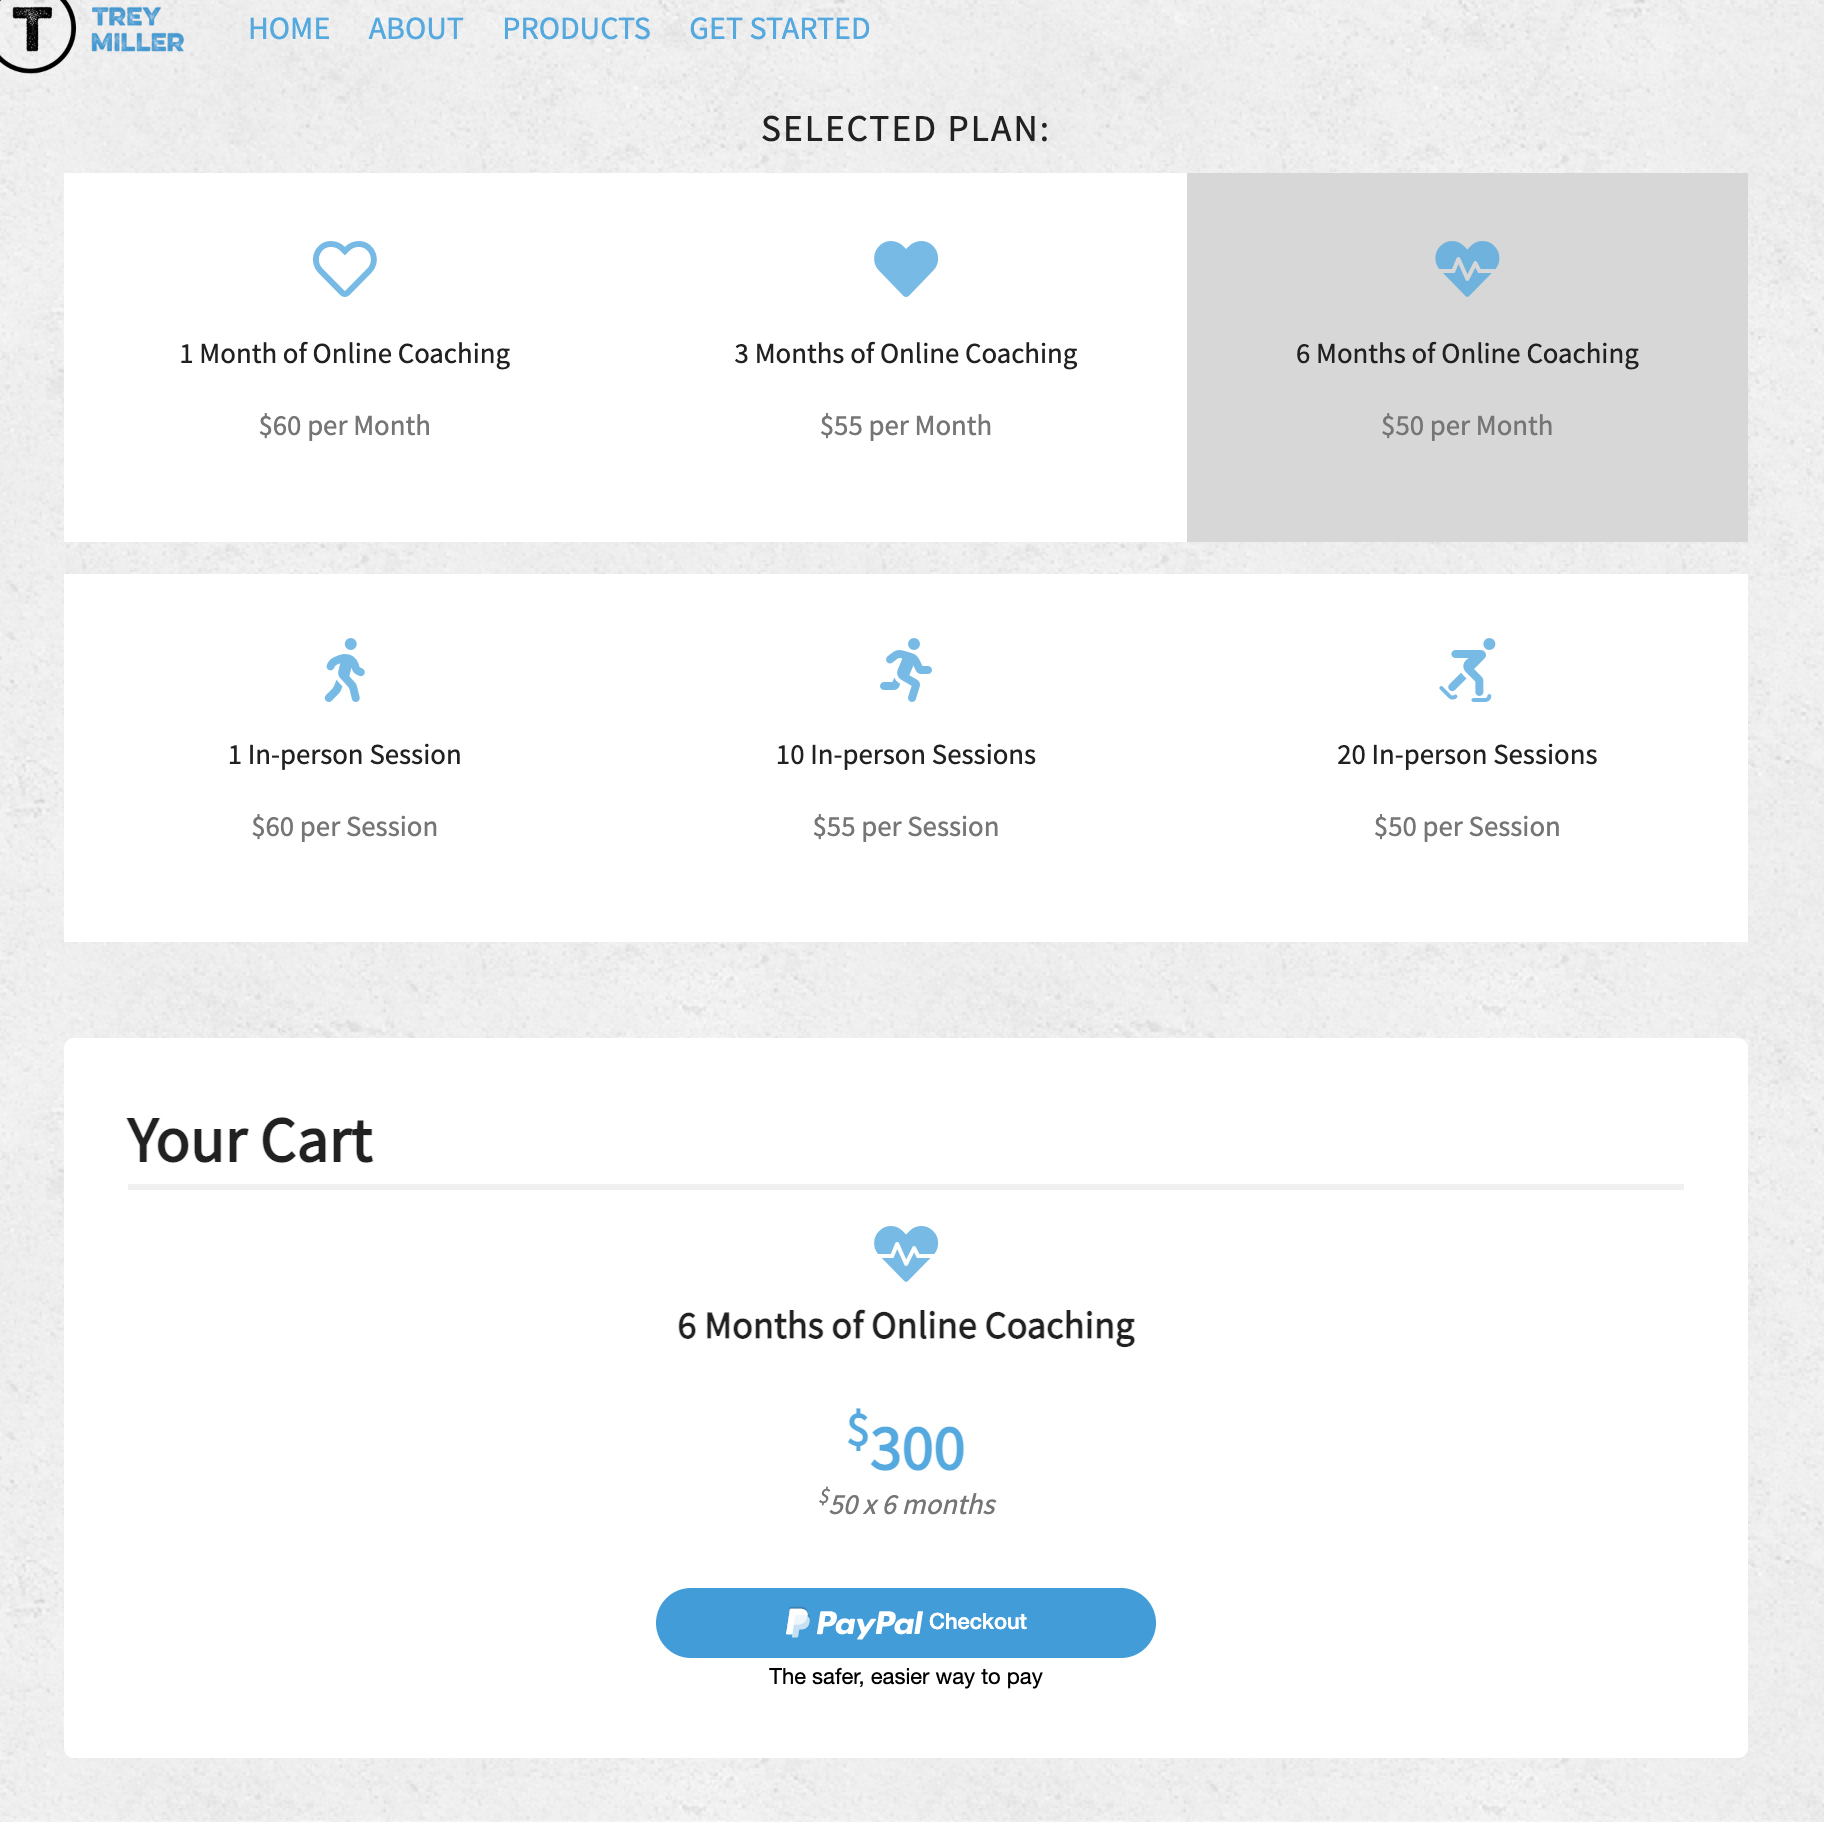 T
TREY
MILLER
HOME ABOUT PRODUCTS GET STARTED
SELECTED PLAN:
1 Month of Online Coaching
$60 per Month
3 Months of Online Coaching
$55 per Month
6 Months of Online Coaching
$50 per Month
1 In-person Session
$60 per Session
10 In-person Sessions
$55 per Session
20 In-person Sessions
$50 per Session
Your Cart
6 Months of Online Coaching
$300
$50 x 6 months
PayPal Checkout
The safer, easier way to pay